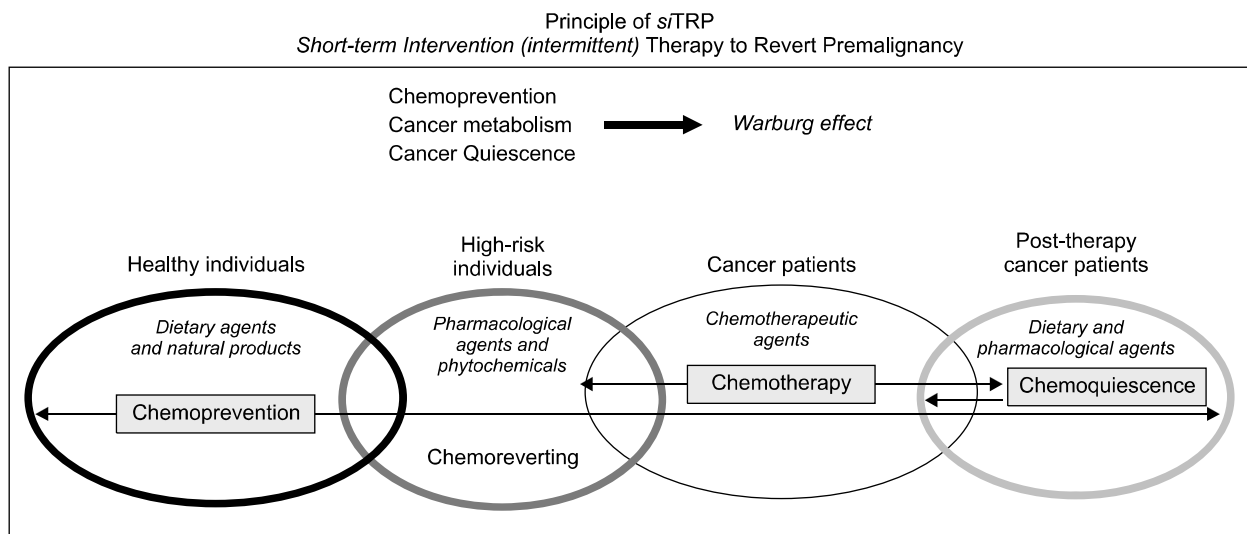 Principle of siTRP
Short-term Intervention (intermittent) Therapy to Revert Premalignancy
Chemoprevention
Cancer metabolism
Cancer Quiescence
Warburg effect
Healthy individuals
High-risk
individuals
Cancer patients
Post-therapy
cancer patients
Dietary agents
and natural products
Pharmacological
agents and
phytochemicals
Chemotherapeutic
agents
Dietary and
pharmacological agents
Chemoprevention
Chemoreverting
Chemotherapy
Chemoquiescence